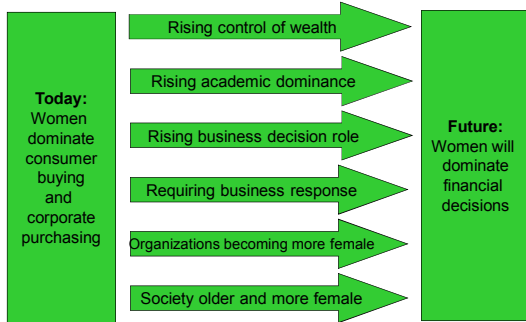 Today:
Women
dominate
consumer
buying
and
corporate
purchasing
Rising control of wealth
Rising academic dominance
Rising business decision role
Requiring business response
Organizations becoming more female
Society older and more female
Future:
Women will
dominate
financial
decisions